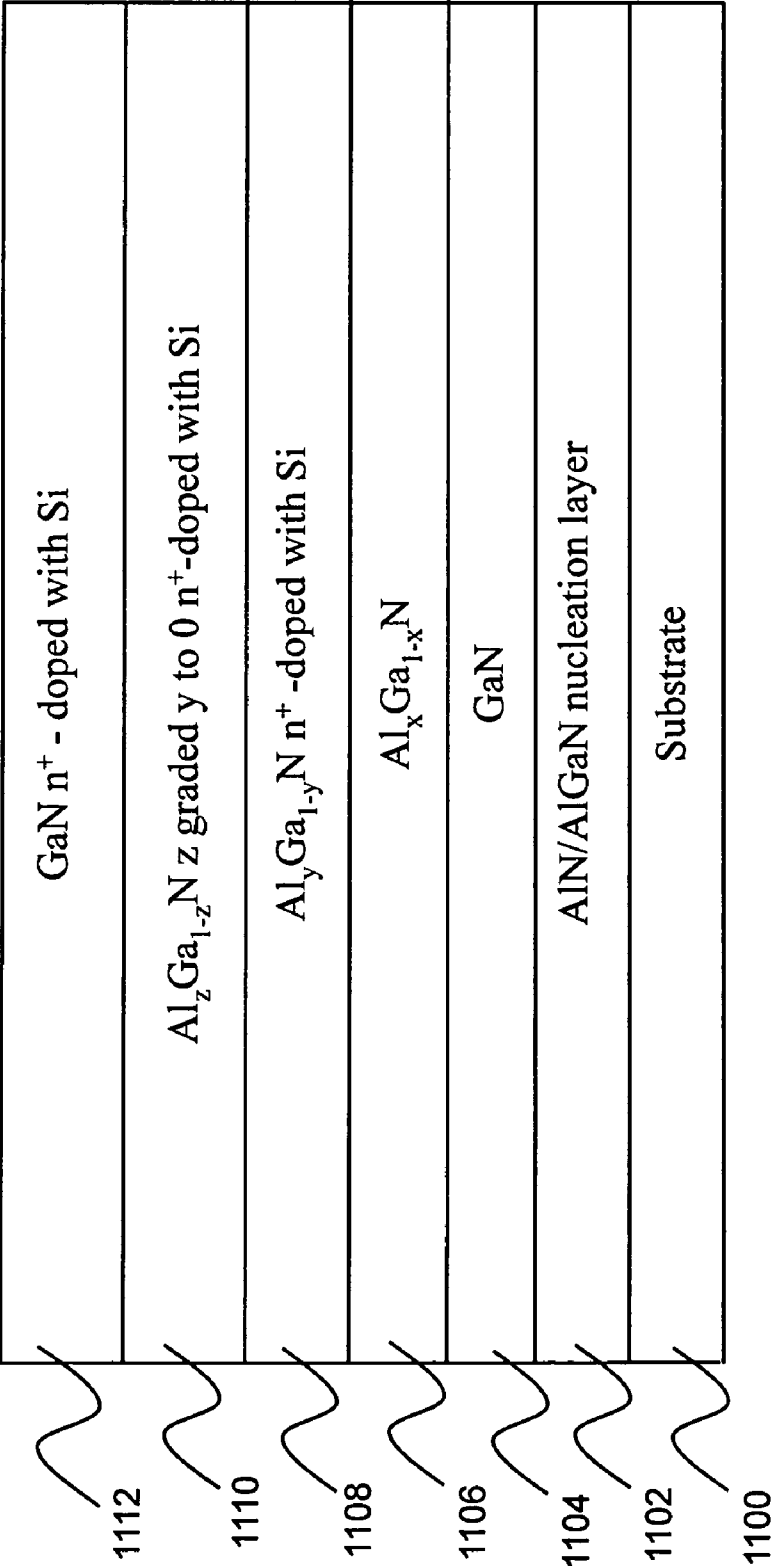 GaN n⁺ - doped with Si
AlzGa1-zN z graded y to 0 n⁺-doped with Si
AlyGa1-yN n⁺ -doped with Si
AlxGa1-xN
GaN
AlN/AlGaN nucleation layer
Substrate
1112
1110
1108
1106
1104
1102
1100